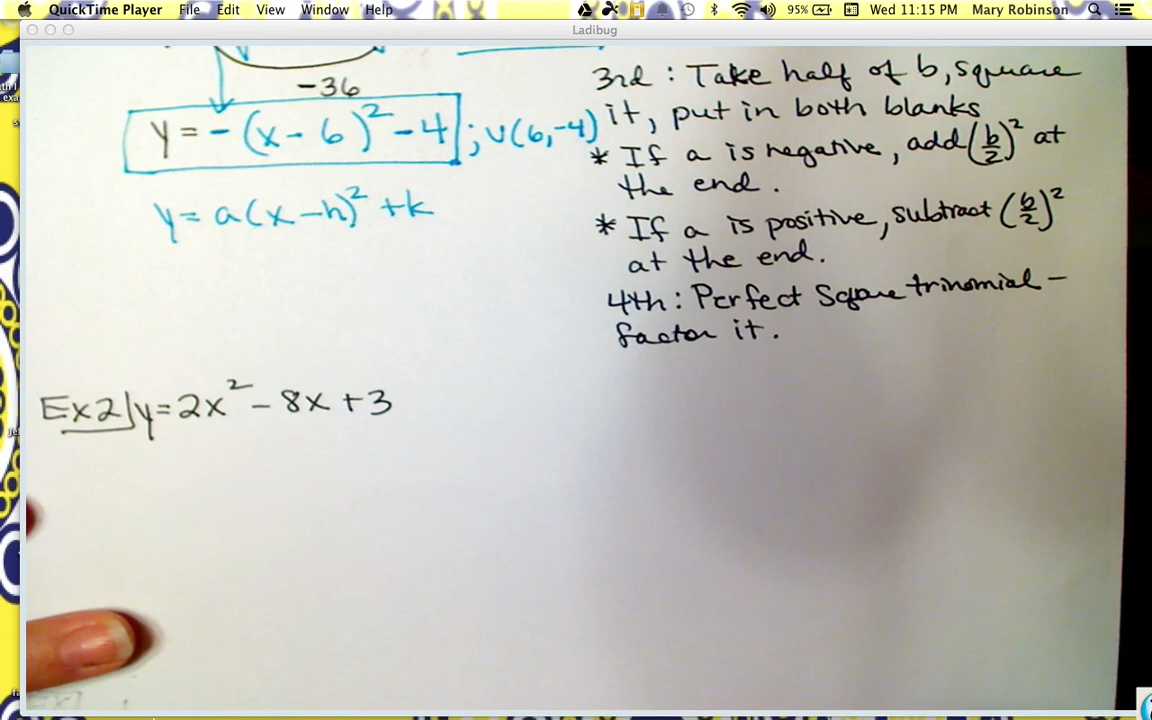 QuickTime Player File Edit View Window Help 95% Wed 11:15 PM Mary Robinson
Ladibug
-36
y = -(x - 6)² - 4 ; V(6,-4)
y = a(x - h)² + k
3rd : Take half of b, square
it, put in both blanks
* If a is negative, add (b/2)² at
the end.
* If a is positive, subtract (b/2)²
at the end.
4th : Perfect Square trinomial -
factor it.
Ex2 y = 2x² - 8x + 3